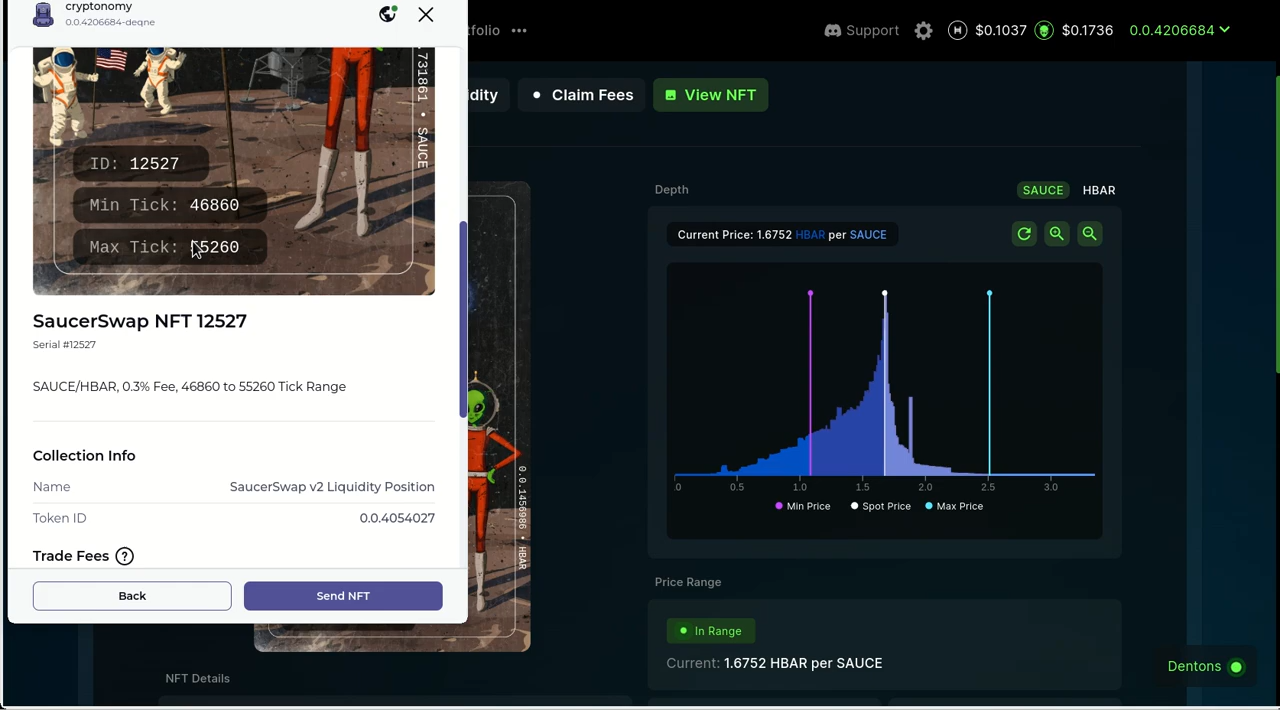 cryptonomy
0.0.4206684-deqne
731861 • SAUCE
ID: 12527
Min Tick: 46860
Max Tick: 55260
SaucerSwap NFT 12527
Serial #12527
SAUCE/HBAR, 0.3% Fee, 46860 to 55260 Tick Range
Collection Info
Name
SaucerSwap v2 Liquidity Position
Token ID
0.0.4054027
Trade Fees ?
Back
Send NFT
tfolio •••
Support
$0.1037
$0.1736
0.0.4206684
idity
Claim Fees
View NFT
0.0.1456986 • HBAR
NFT Details
Depth
SAUCE
HBAR
Current Price: 1.6752 HBAR per SAUCE
.0 0.5 1.0 1.5 2.0 2.5 3.0
Min Price Spot Price Max Price
Price Range
In Range
Current: 1.6752 HBAR per SAUCE
Dentons